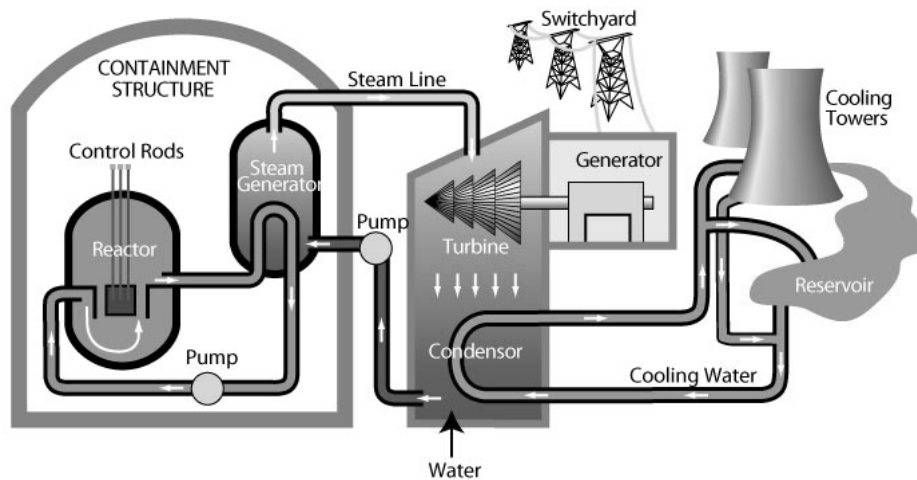 Switchyard
CONTAINMENT
STRUCTURE
Steam Line
Cooling
Towers
Control Rods
Steam
Generator
Generator
Pump
Reactor
Turbine
Reservoir
Condensor
Pump
Cooling Water
Water